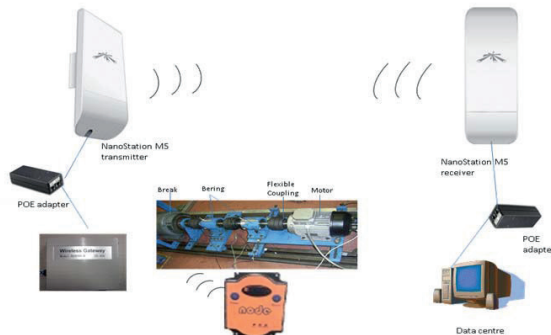 NanoStation M5
transmitter
NanoStation M5
receiver
POE adapter
Break
Bering
Flexible
Coupling
Motor
POE
adapte
Wireless Gateway
node
Data centre